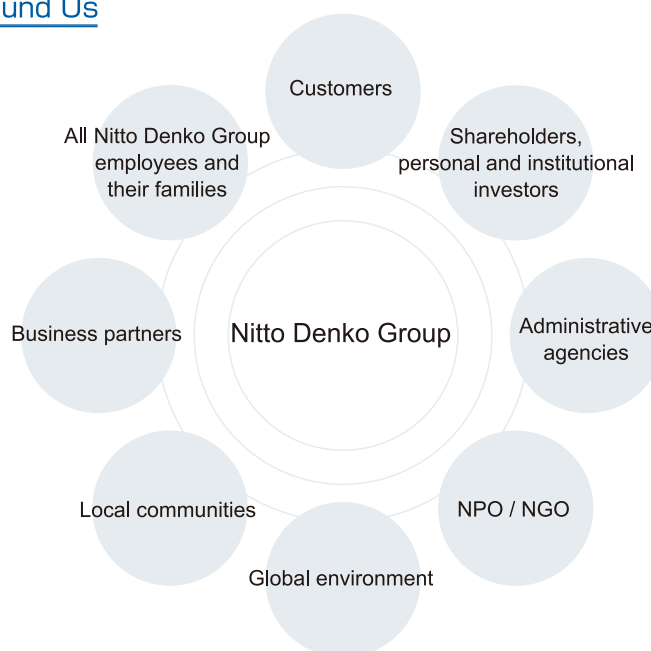 und Us
Customers
All Nitto Denko Group
employees and
their families
Shareholders,
personal and institutional
investors
Business partners
Nitto Denko Group
Administrative
agencies
Local communities
NPO / NGO
Global environment